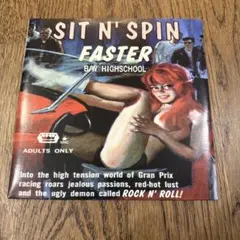 SIT N' SPIN
EASTER
B/W HIGHSCHOOL
ADULTS ONLY
Into the high tension world of Gran Prix
racing roars jealous passions, red-hot lust
and the ugly demon called ROCK N' ROLL!